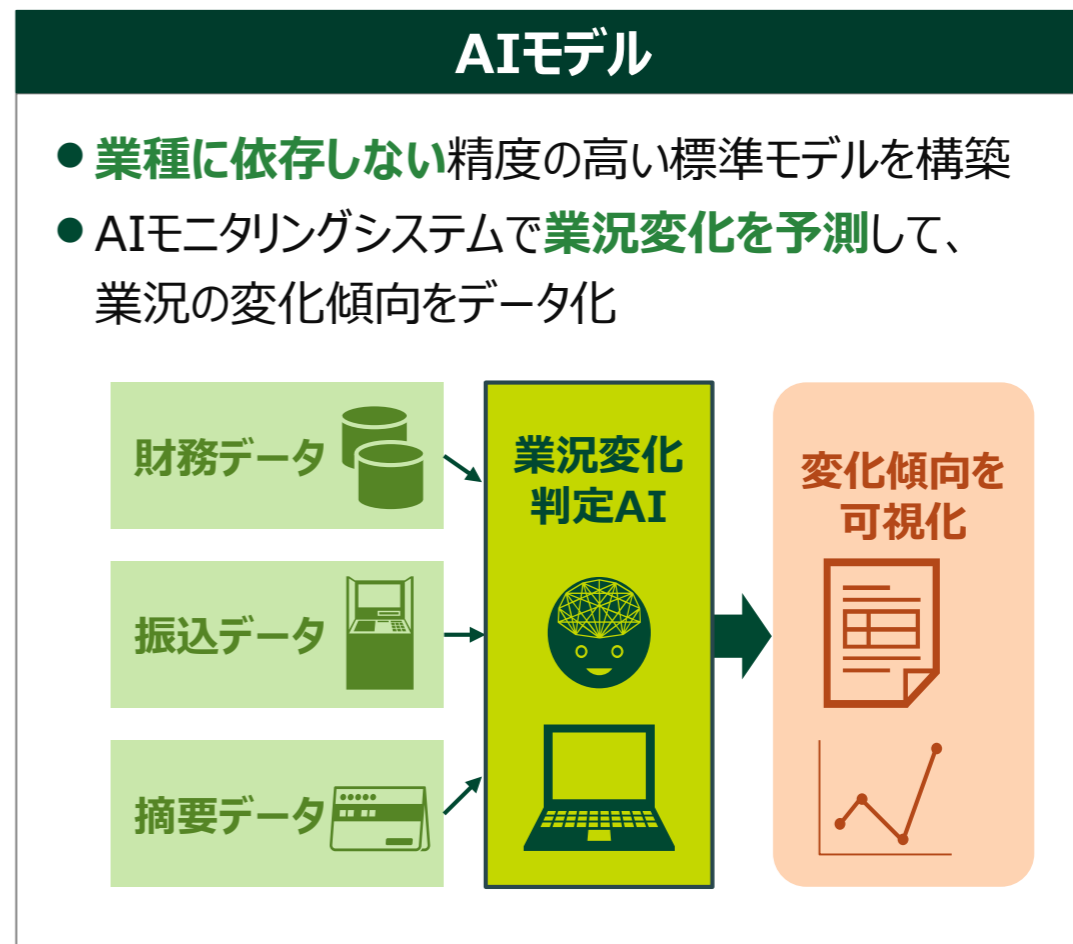 AIモデル
● 業種に依存しない精度の高い標準モデルを構築
● AIモニタリングシステムで業況変化を予測して、
業況の変化傾向をデータ化
財務データ
振込データ
摘要データ
業況変化
判定AI
変化傾向を
可視化